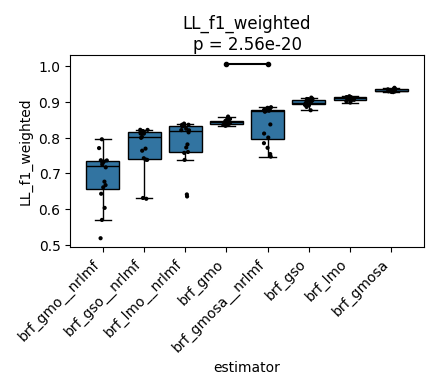 LL_f1_weighted
p = 2.56e-20
LL_f1_weighted
1.0
0.9
0.8
0.7
0.6
0.5
brf_gmo__nrlmf
brf_gso__nrlmf
brf_lmo__nrlmf
brf_gmo
brf_gmosa__nrlmf
brf_gso
brf_lmo
brf_gmosa
estimator